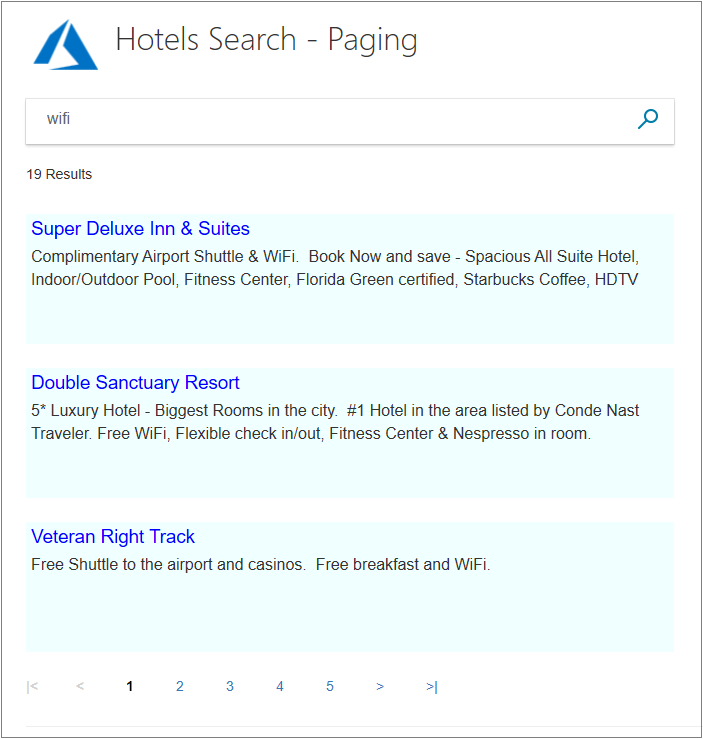 Hotels Search - Paging
wifi
19 Results
Super Deluxe Inn & Suites
Complimentary Airport Shuttle & WiFi.  Book Now and save - Spacious All Suite Hotel,
Indoor/Outdoor Pool, Fitness Center, Florida Green certified, Starbucks Coffee, HDTV
Double Sanctuary Resort
5* Luxury Hotel - Biggest Rooms in the city.  #1 Hotel in the area listed by Conde Nast
Traveler. Free WiFi, Flexible check in/out, Fitness Center & Nespresso in room.
Veteran Right Track
Free Shuttle to the airport and casinos.  Free breakfast and WiFi.
|< < 1 2 3 4 5 > >|